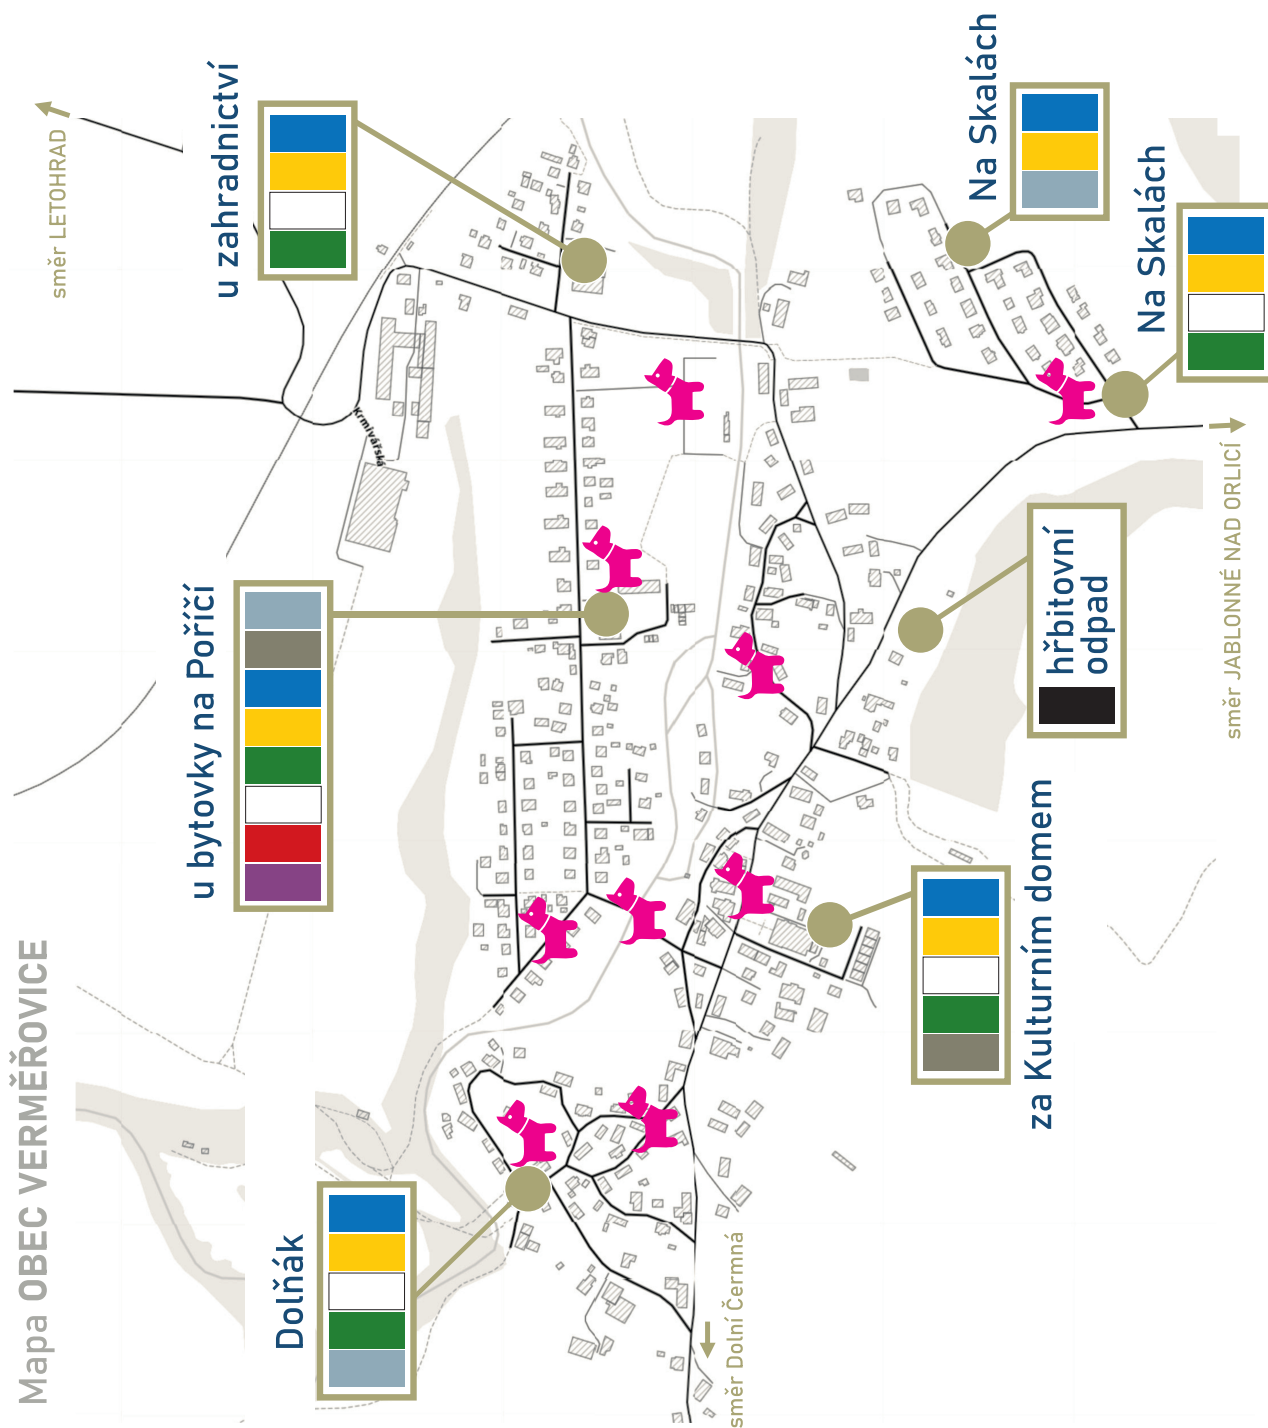 Mapa OBEC VERMĚŘOVICE
směr LETOHRAD
u zahradnictví
Na Skalách
Na Skalách
Krmivářská
u bytovky na Poříčí
hřbitovní
odpad
směr JABLONNÉ NAD ORLICÍ
za Kulturním domem
Dolňák
směr Dolní Čermná